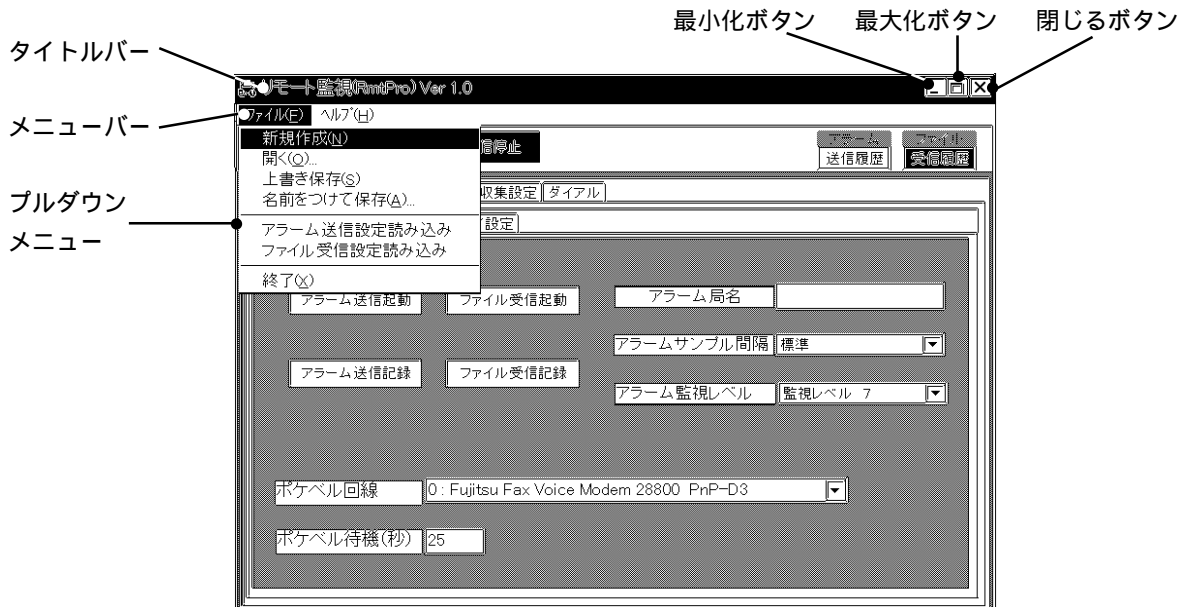 最小化ボタン 最大化ボタン 閉じるボタン
タイトルバー
リモート監視(RmtPro) Ver 1.0
メニューバー
ファイル(F) ヘルプ(H)
新規作成(N)
開く(O)...
上書き保存(S)
名前をつけて保存(A)...
アラーム送信設定読み込み
ファイル受信設定読み込み
終了(X)
プルダウン
メニュー
信停止
アラーム ファイル
送信履歴 受信履歴
収集設定 ダイアル
設定
アラーム送信起動 ファイル受信起動 アラーム局名
アラームサンプル間隔 標準
アラーム送信記録 ファイル受信記録
アラーム監視レベル 監視レベル 7
ポケベル回線 0 : Fujitsu Fax Voice Modem 28800 PnP-D3
ポケベル待機(秒) 25